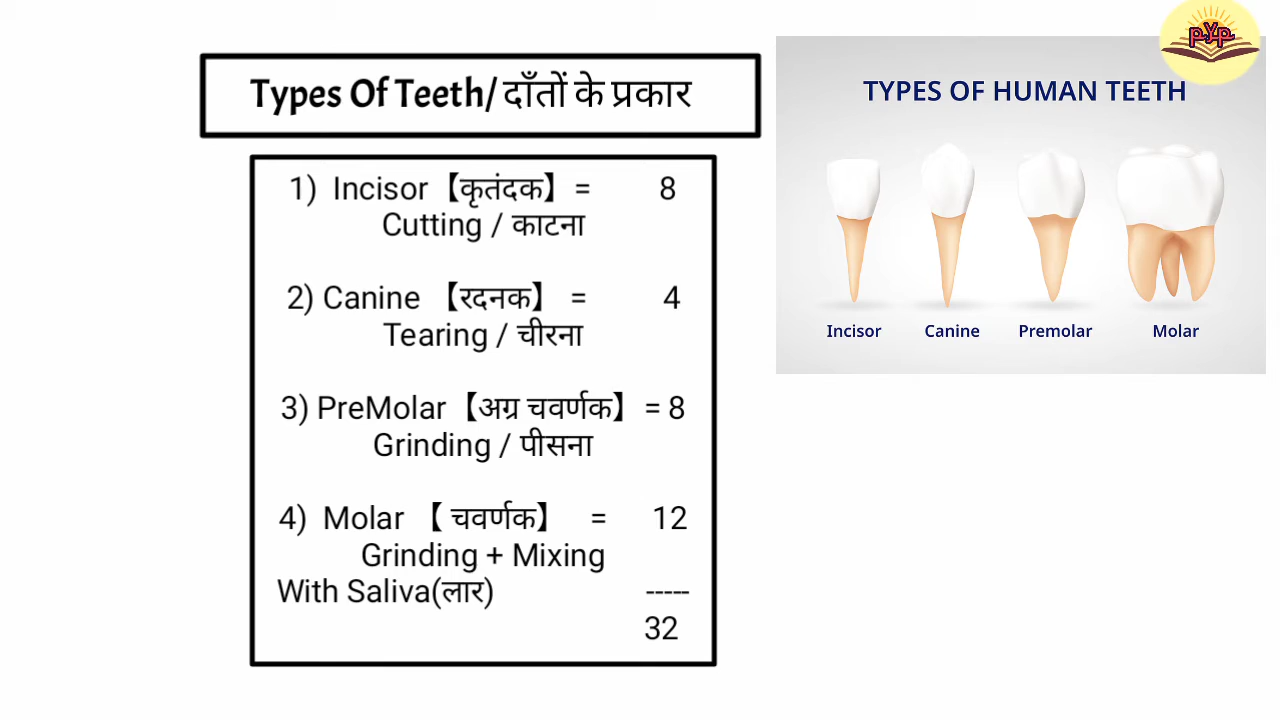 Types Of Teeth/ दाँतों के प्रकार
1) Incisor【कृतंदक】= 8
Cutting / काटना
2) Canine 【रदनक】 = 4
Tearing / चीरना
3) PreMolar【अग्र चवर्णक】 = 8
Grinding / पीसना
4) Molar 【 चवर्णक】 = 12
Grinding + Mixing
With Saliva(लार) -----
32
PYP
TYPES OF HUMAN TEETH
Incisor Canine Premolar Molar